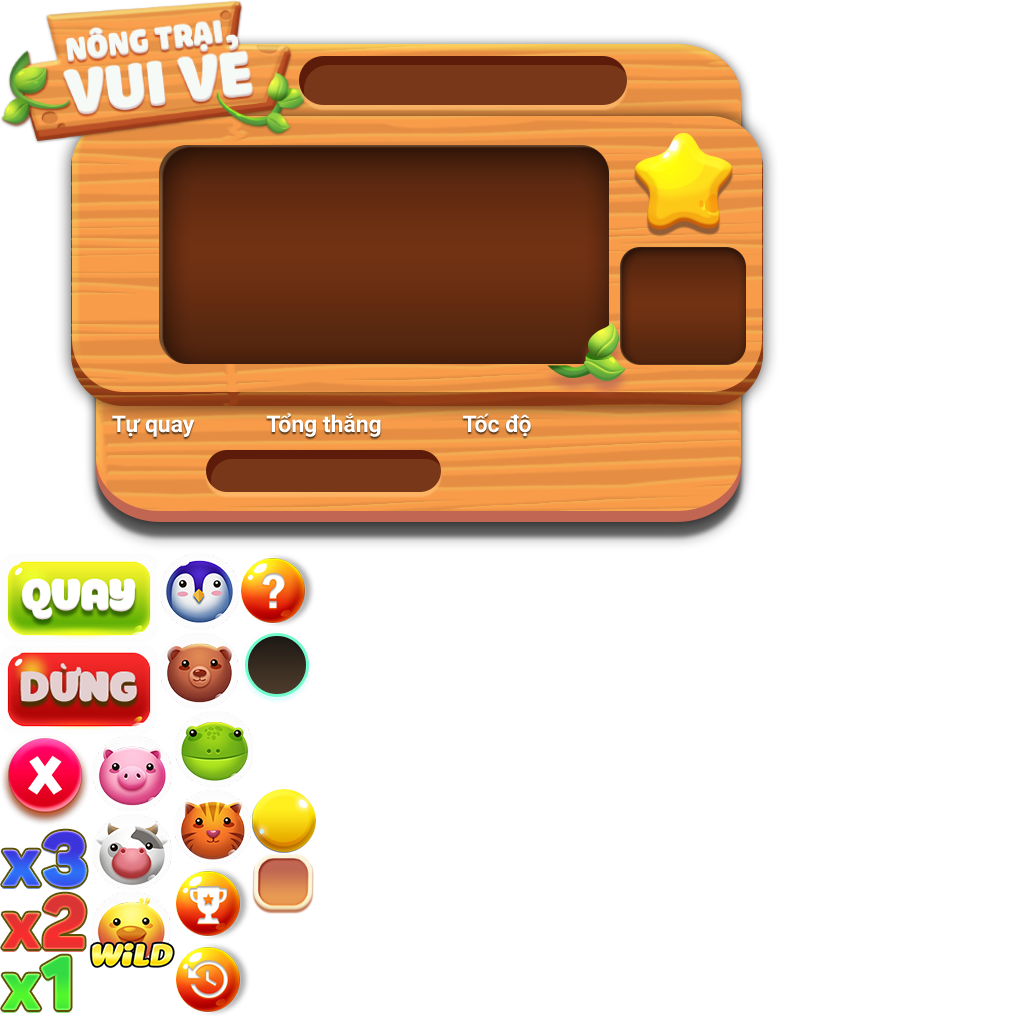 NÔNG TRẠI
VUI VẺ
Tự quay Tổng thắng Tốc độ
QUAY
?
DỪNG
X
x3
x2
WiLD
x1